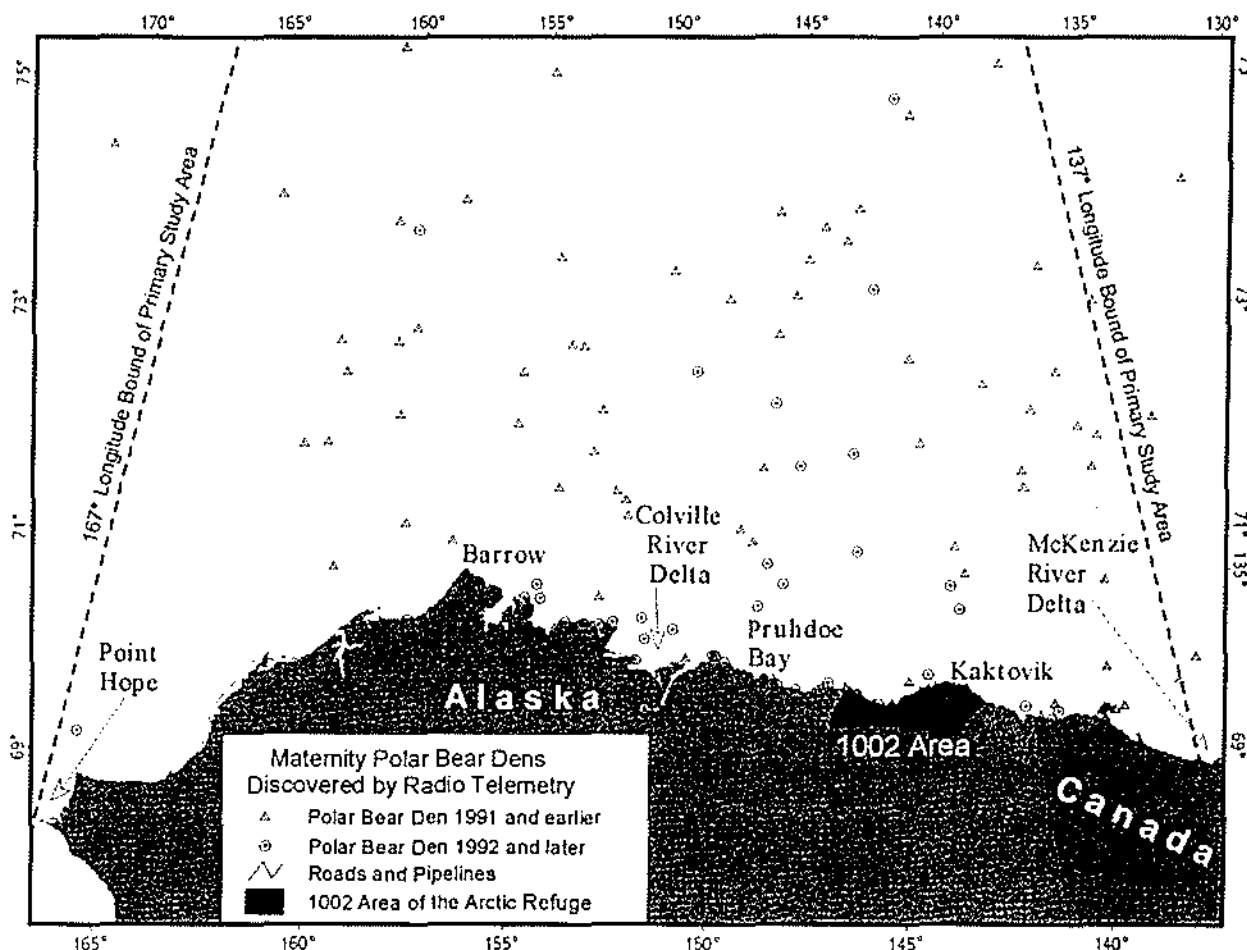 170° 165° 160° 155° 150° 145° 140° 135° 130°
75°
73°
73°
71°
71°
135°
69°
69°
167° Longitude Bound of Primary Study Area
137° Longitude Bound of Primary Study Area
Barrow
Colville
River
Delta
McKenzie
River
Delta
Point
Hope
Pruhdoe
Bay
Kaktovik
Alaska
1002 Area
Canada
Maternity Polar Bear Dens
Discovered by Radio Telemetry
Polar Bear Den 1991 and earlier
Polar Bear Den 1992 and later
Roads and Pipelines
1002 Area of the Arctic Refuge
165° 160° 155° 150° 145° 140°